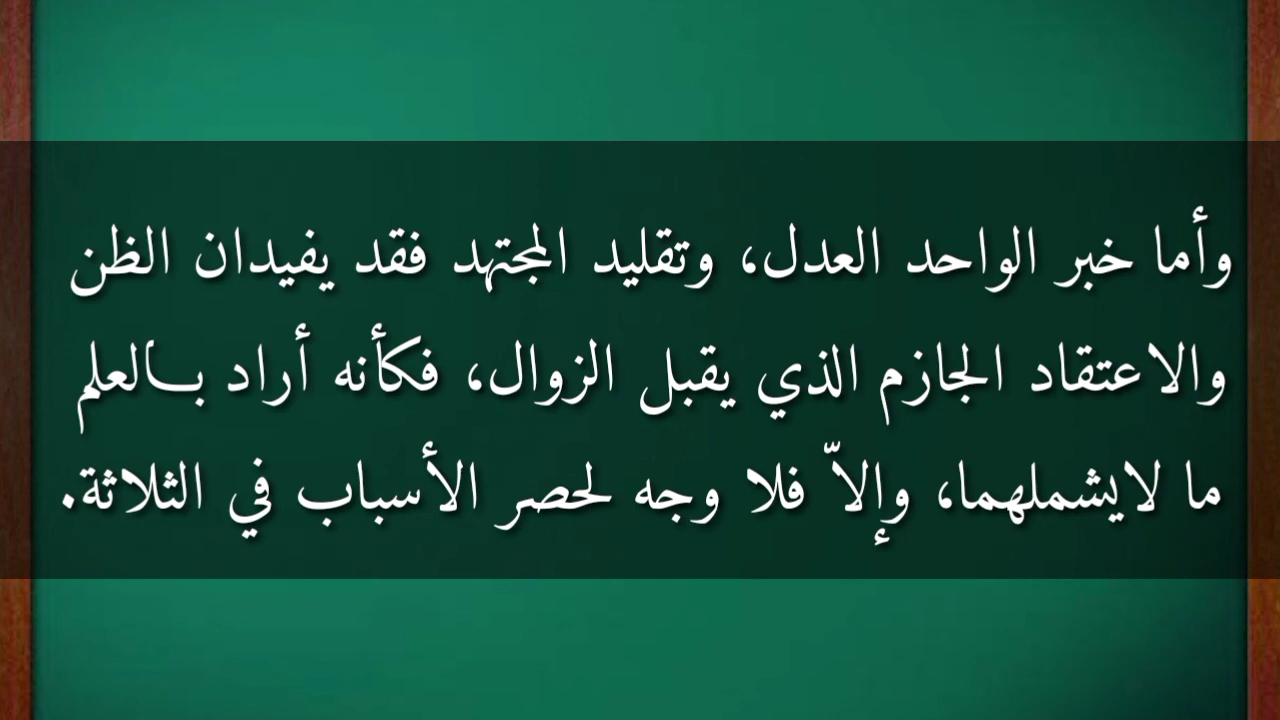 وأما خبر الواحد العدل، وتقليد المجتهد فقد يفيدان الظن
والاعتقاد الجازم الذي يقبل الزوال، فكأنه أراد بالعلم
ما لايشملهما، وإلاّ فلا وجه لحصر الأسباب في الثلاثة.